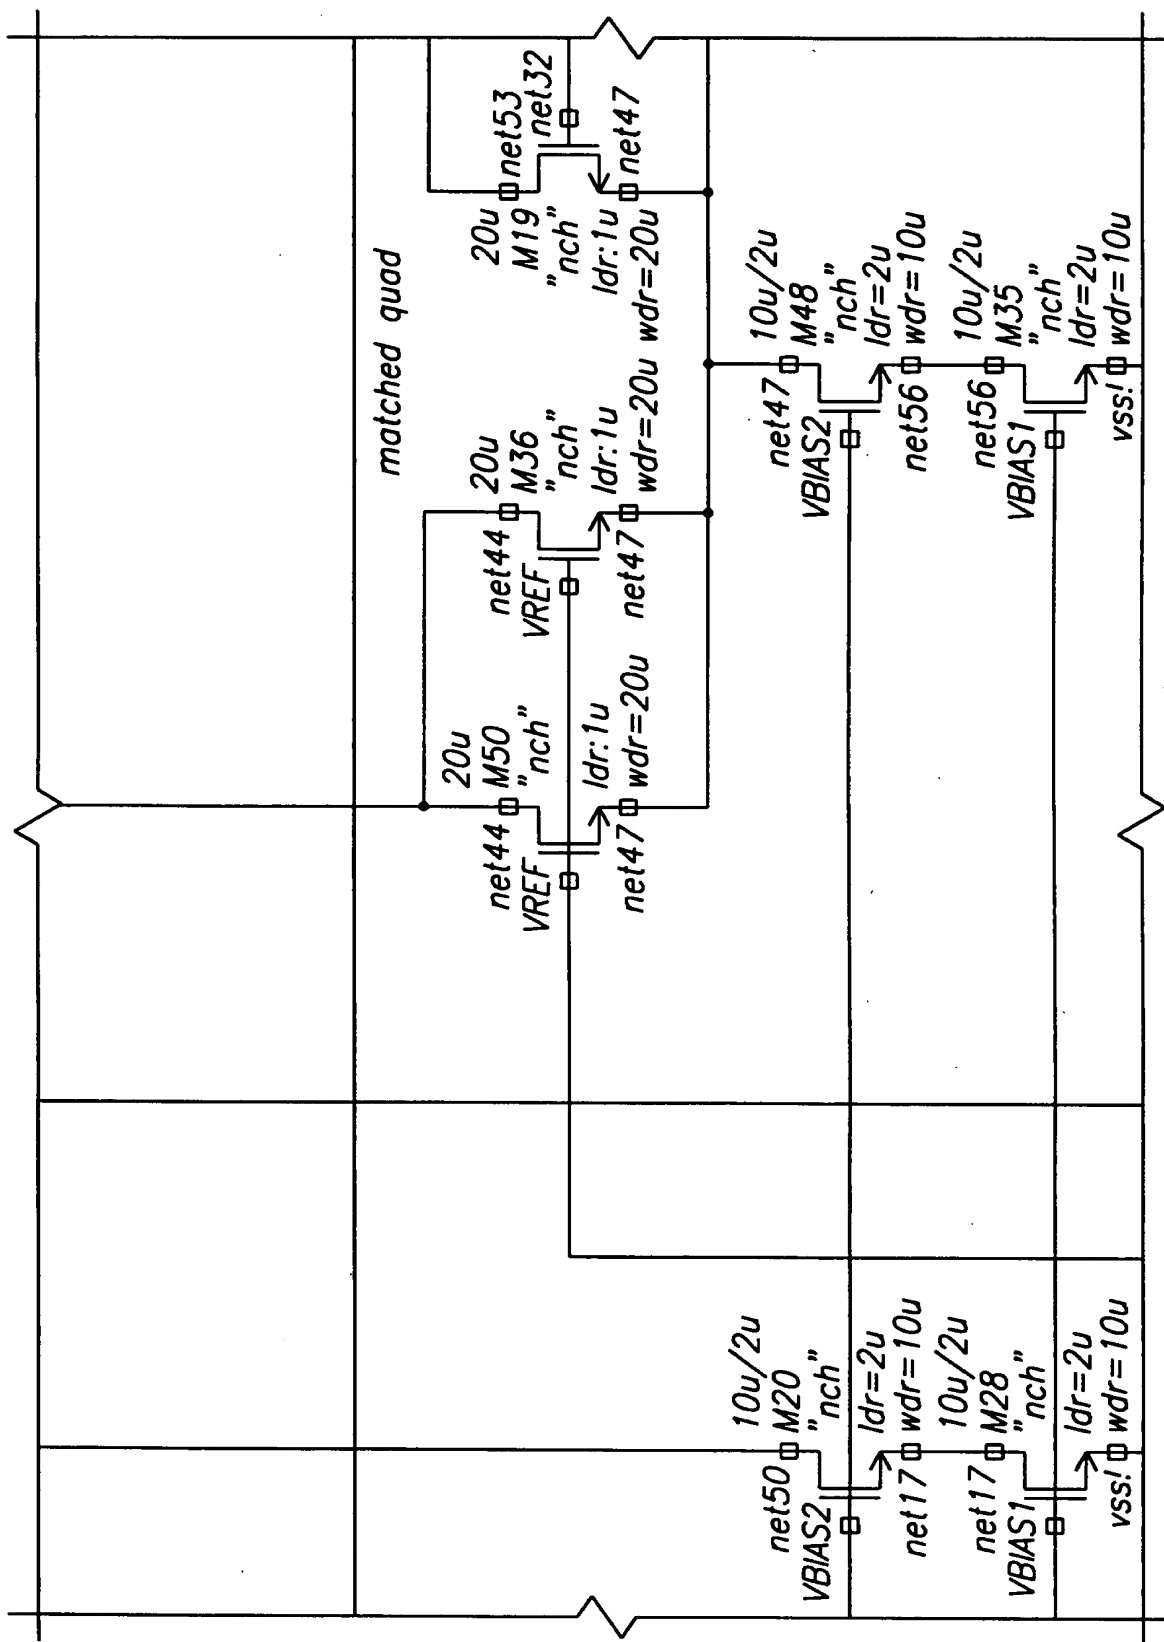 matched quad
20u
M50
"nch"
ldr:1u
wdr=20u
net44
VREF
net47
20u
M36
"nch"
ldr:1u
wdr=20u
net44
VREF
net47
20u
M19
"nch"
ldr:1u
wdr=20u
net53
net32
net47
10u/2u
M20
"nch"
ldr=2u
wdr=10u
net50
VBIAS2
net17
10u/2u
M28
"nch"
ldr=2u
wdr=10u
net17
VBIAS1
vss!
10u/2u
M48
"nch"
ldr=2u
wdr=10u
net47
VBIAS2
net56
10u/2u
M35
"nch"
ldr=2u
wdr=10u
net56
VBIAS1
vss!